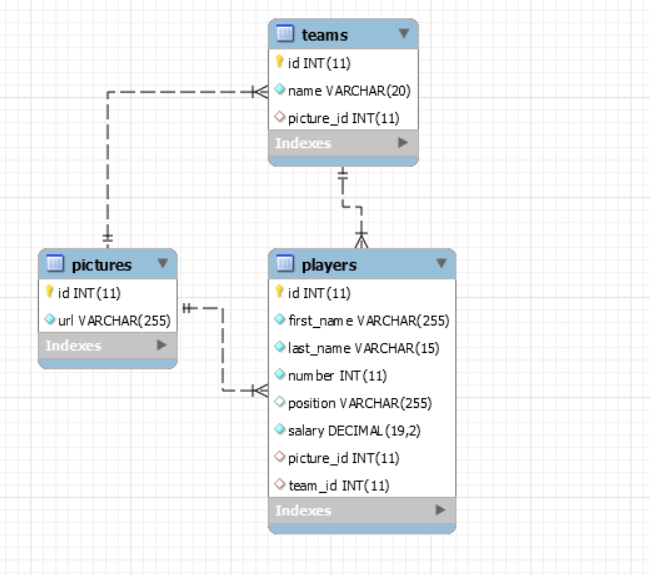 teams
id INT(11)
name VARCHAR(20)
picture_id INT(11)
Indexes
pictures
id INT(11)
url VARCHAR(255)
Indexes
players
id INT(11)
first_name VARCHAR(255)
last_name VARCHAR(15)
number INT(11)
position VARCHAR(255)
salary DECIMAL(19,2)
picture_id INT(11)
team_id INT(11)
Indexes